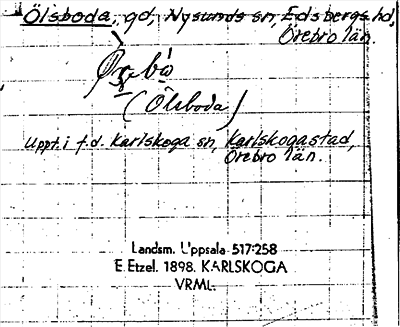 Ölsboda, gd, Nysunds sn, Edsbergs hd,
Örebro län.
(Ölsboda)
Uppt. i f.d. Karlskoga sn, Karlskoga stad,
Örebro län.
Landsm. Uppsala 517:258
E. Etzel. 1898. KARLSKOGA
VRML.